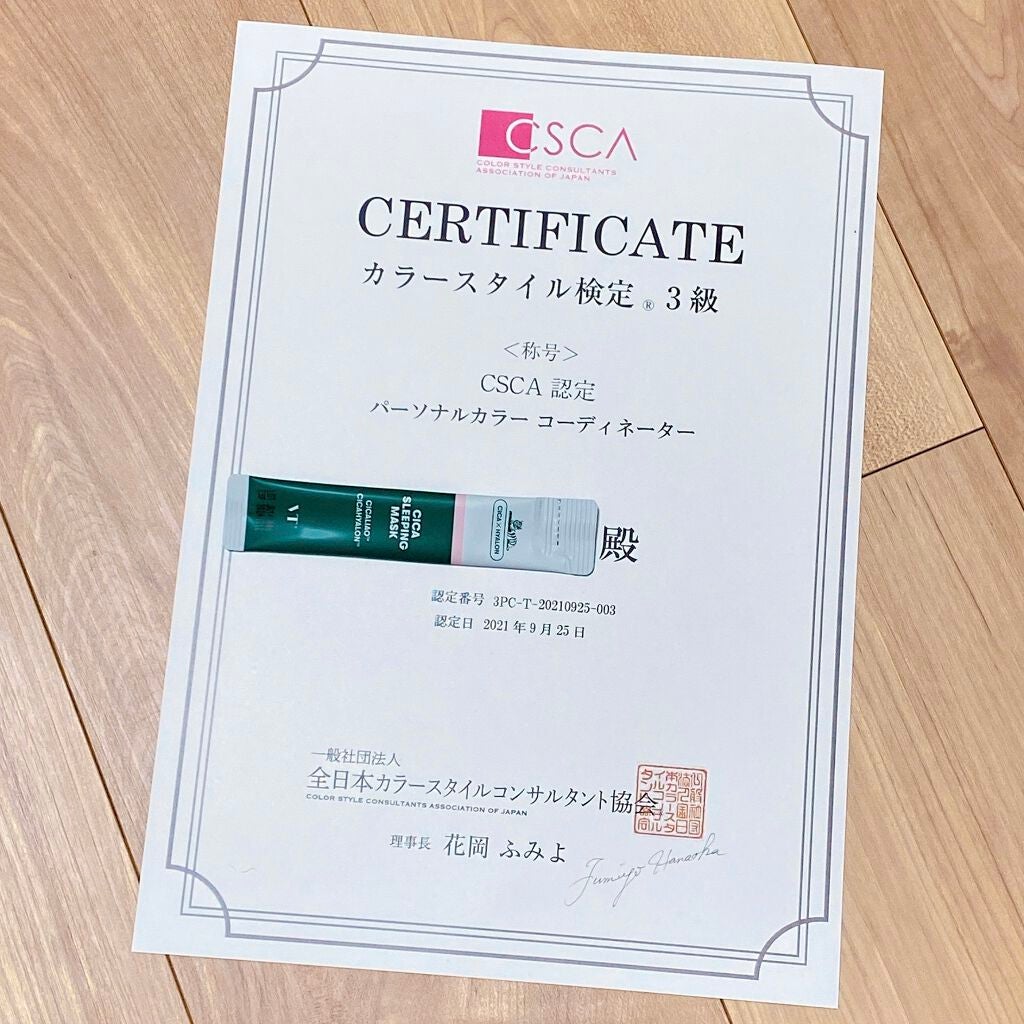 CSCA
COLOR STYLE CONSULTANTS
ASSOCIATION OF JAPAN
CERTIFICATE
カラースタイル検定® 3級
<称号>
CSCA 認定
パーソナルカラー コーディネーター
VT
CICALIAO™
CICAHYALON™
CICA
SLEEPING
MASK
CICA × HYALON
殿
認定番号 3PC-T-20210925-003
認定日 2021年9月25日
一般社団法人
全日本カラースタイルコンサルタント協会
COLOR STYLE CONSULTANTS ASSOCIATION OF JAPAN
理事長 花岡 ふみよ
Fumiyo Hanaoka